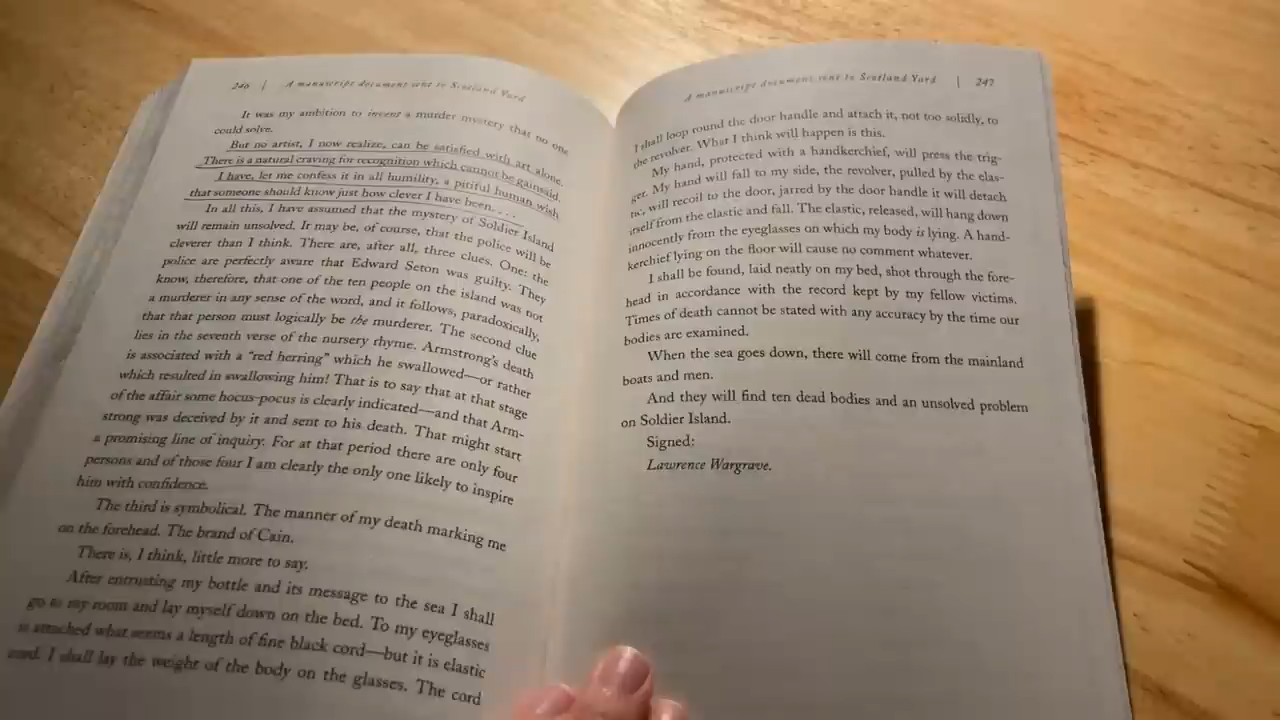 246 | A manuscript document sent to Scotland Yard
It was my ambition to invent a murder mystery that no one
could solve.
But no artist, I now realize, can be satisfied with art alone.
There is a natural craving for recognition which cannot be gainsaid.
I have, let me confess it in all humility, a pitiful human wish
that someone should know just how clever I have been. . . .
In all this, I have assumed that the mystery of Soldier Island
will remain unsolved. It may be, of course, that the police will be
cleverer than I think. There are, after all, three clues. One: the
police are perfectly aware that Edward Seton was guilty. They
know, therefore, that one of the ten people on the island was not
a murderer in any sense of the word, and it follows, paradoxically,
that that person must logically be the murderer. The second clue
lies in the seventh verse of the nursery rhyme. Armstrong's death
is associated with a "red herring" which he swallowed—or rather
which resulted in swallowing him! That is to say that at that stage
of the affair some hocus-pocus is clearly indicated—and that Arm-
strong was deceived by it and sent to his death. That might start
a promising line of inquiry. For at that period there are only four
persons and of those four I am clearly the only one likely to inspire
him with confidence.
The third is symbolical. The manner of my death marking me
on the forehead. The brand of Cain.
There is, I think, little more to say.
After entrusting my bottle and its message to the sea I shall
go to my room and lay myself down on the bed. To my eyeglasses
is attached what seems a length of fine black cord—but it is elastic
cord. I shall lay the weight of the body on the glasses. The cord
A manuscript document sent to Scotland Yard | 247
I shall loop round the door handle and attach it, not too solidly, to
the revolver. What I think will happen is this.
My hand, protected with a handkerchief, will press the trig-
ger. My hand will fall to my side, the revolver, pulled by the elas-
tic, will recoil to the door, jarred by the door handle it will detach
itself from the elastic and fall. The elastic, released, will hang down
innocently from the eyeglasses on which my body is lying. A hand-
kerchief lying on the floor will cause no comment whatever.
I shall be found, laid neatly on my bed, shot through the fore-
head in accordance with the record kept by my fellow victims.
Times of death cannot be stated with any accuracy by the time our
bodies are examined.
When the sea goes down, there will come from the mainland
boats and men.
And they will find ten dead bodies and an unsolved problem
on Soldier Island.
Signed:
Lawrence Wargrave.